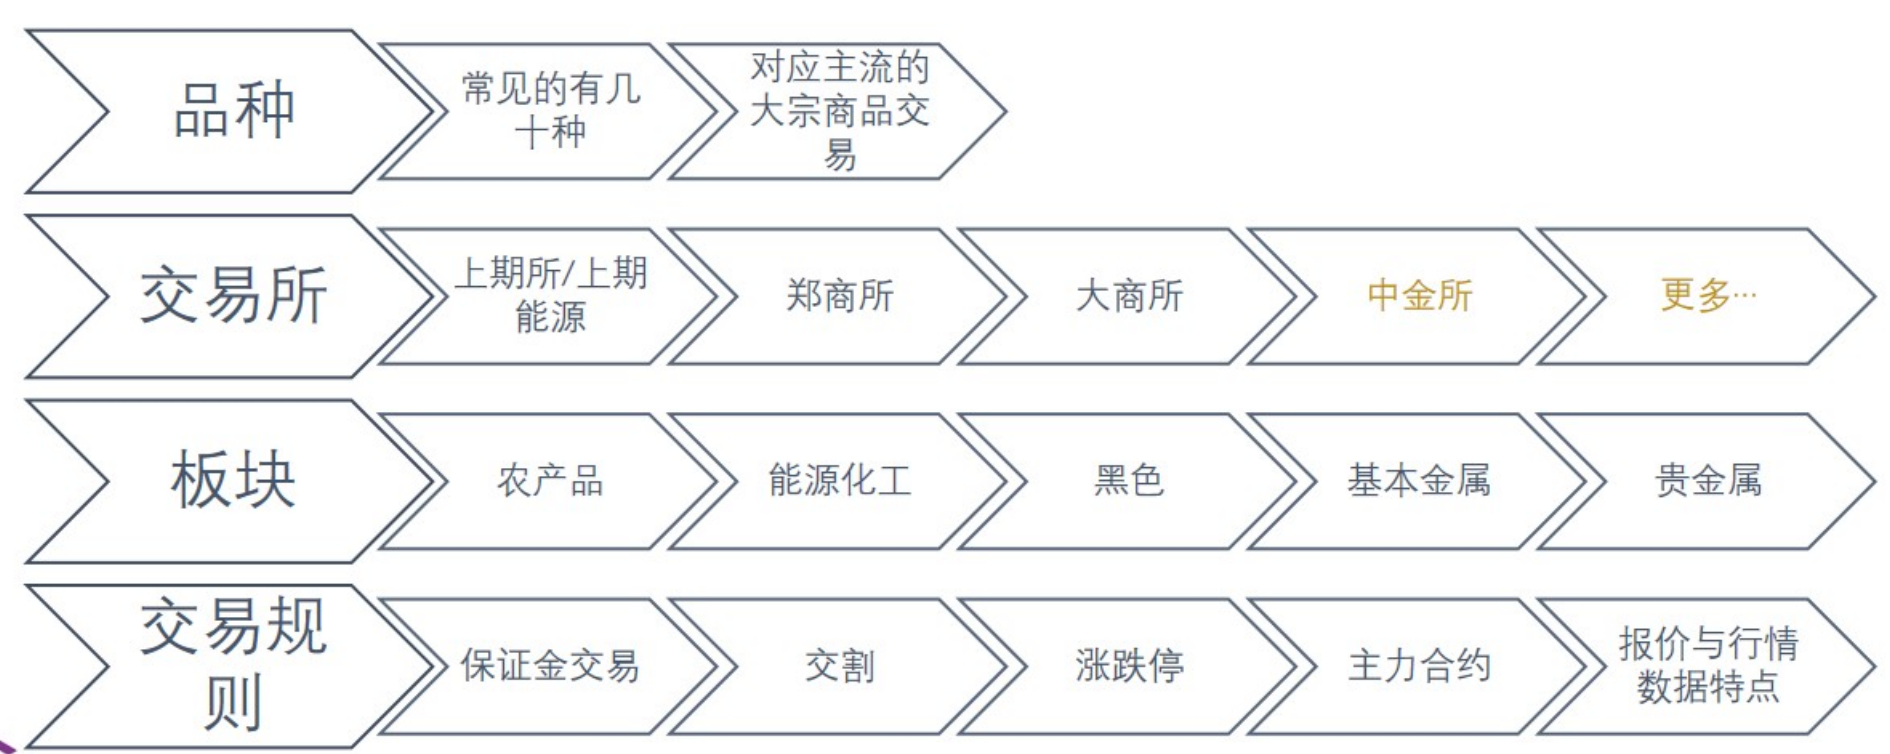 品种
常见的有几
十种
对应主流的
大宗商品交
易
交易所
上期所/上期
能源
郑商所
大商所
中金所
更多…
板块
农产品
能源化工
黑色
基本金属
贵金属
交易规
则
保证金交易
交割
涨跌停
主力合约
报价与行情
数据特点